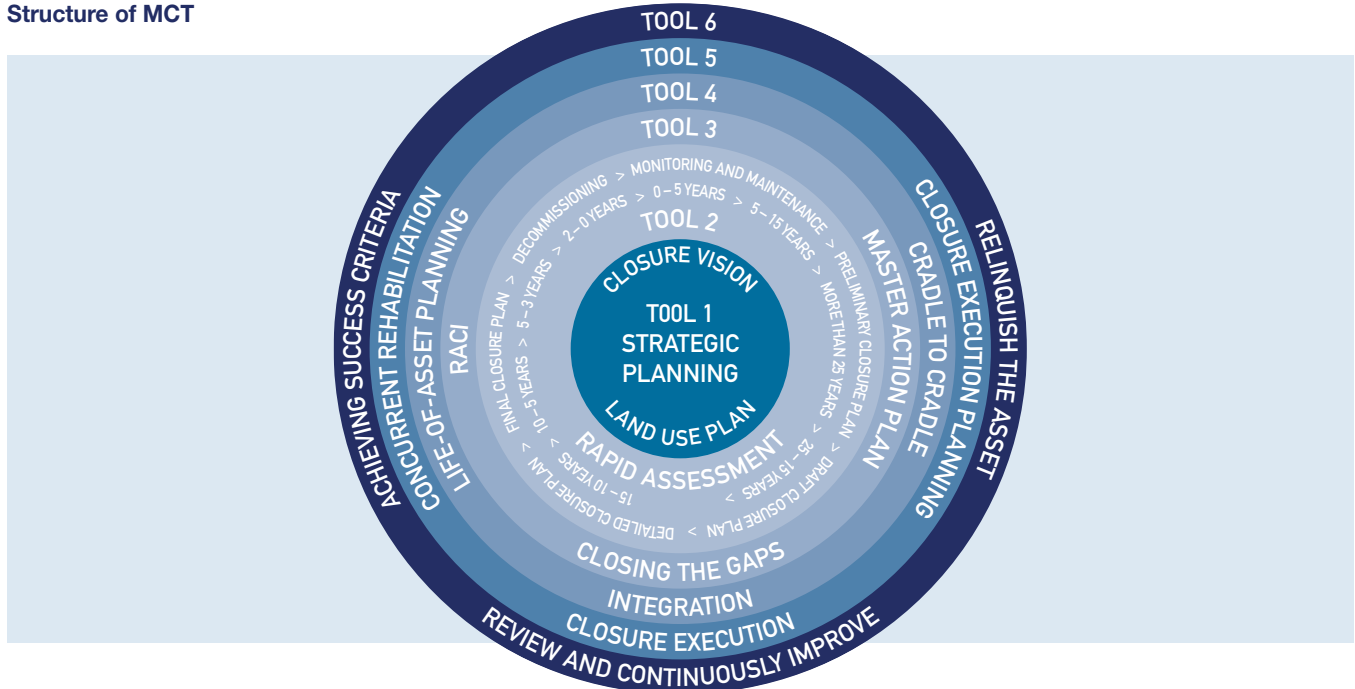 Structure of MCT
TOOL 6
ACHIEVING SUCCESS CRITERIA
RELINQUISH THE ASSET
REVIEW AND CONTINUOUSLY IMPROVE
TOOL 5
CONCURRENT REHABILITATION
CLOSURE EXECUTION PLANNING
CLOSURE EXECUTION
TOOL 4
LIFE-OF-ASSET PLANNING
CRADLE TO CRADLE
INTEGRATION
TOOL 3
RACI
MASTER ACTION PLAN
CLOSING THE GAPS
PRELIMINARY CLOSURE PLAN > DRAFT CLOSURE PLAN > DETAILED CLOSURE PLAN > FINAL CLOSURE PLAN > DECOMMISSIONING > MONITORING AND MAINTENANCE >
MORE THAN 25 YEARS > 25 – 15 YEARS > 15 – 10 YEARS > 10 – 5 YEARS > 5 – 3 YEARS > 2 – 0 YEARS > 0 – 5 YEARS > 5 – 15 YEARS >
TOOL 2
RAPID ASSESSMENT
CLOSURE VISION
TOOL 1
STRATEGIC
PLANNING
LAND USE PLAN